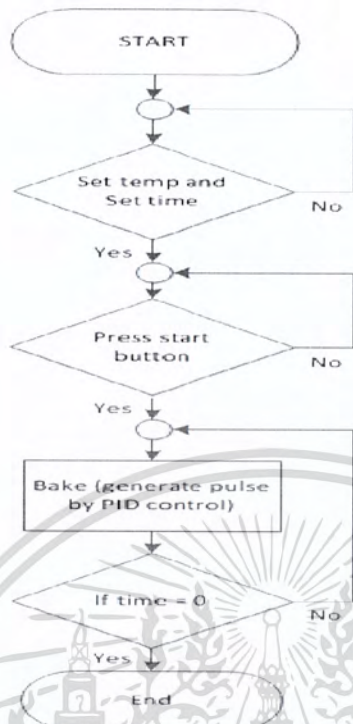 START
Set temp and
Set time
No
Yes
Press start
button
No
Yes
Bake (generate pulse
by PID control)
If time = 0
No
Yes
End